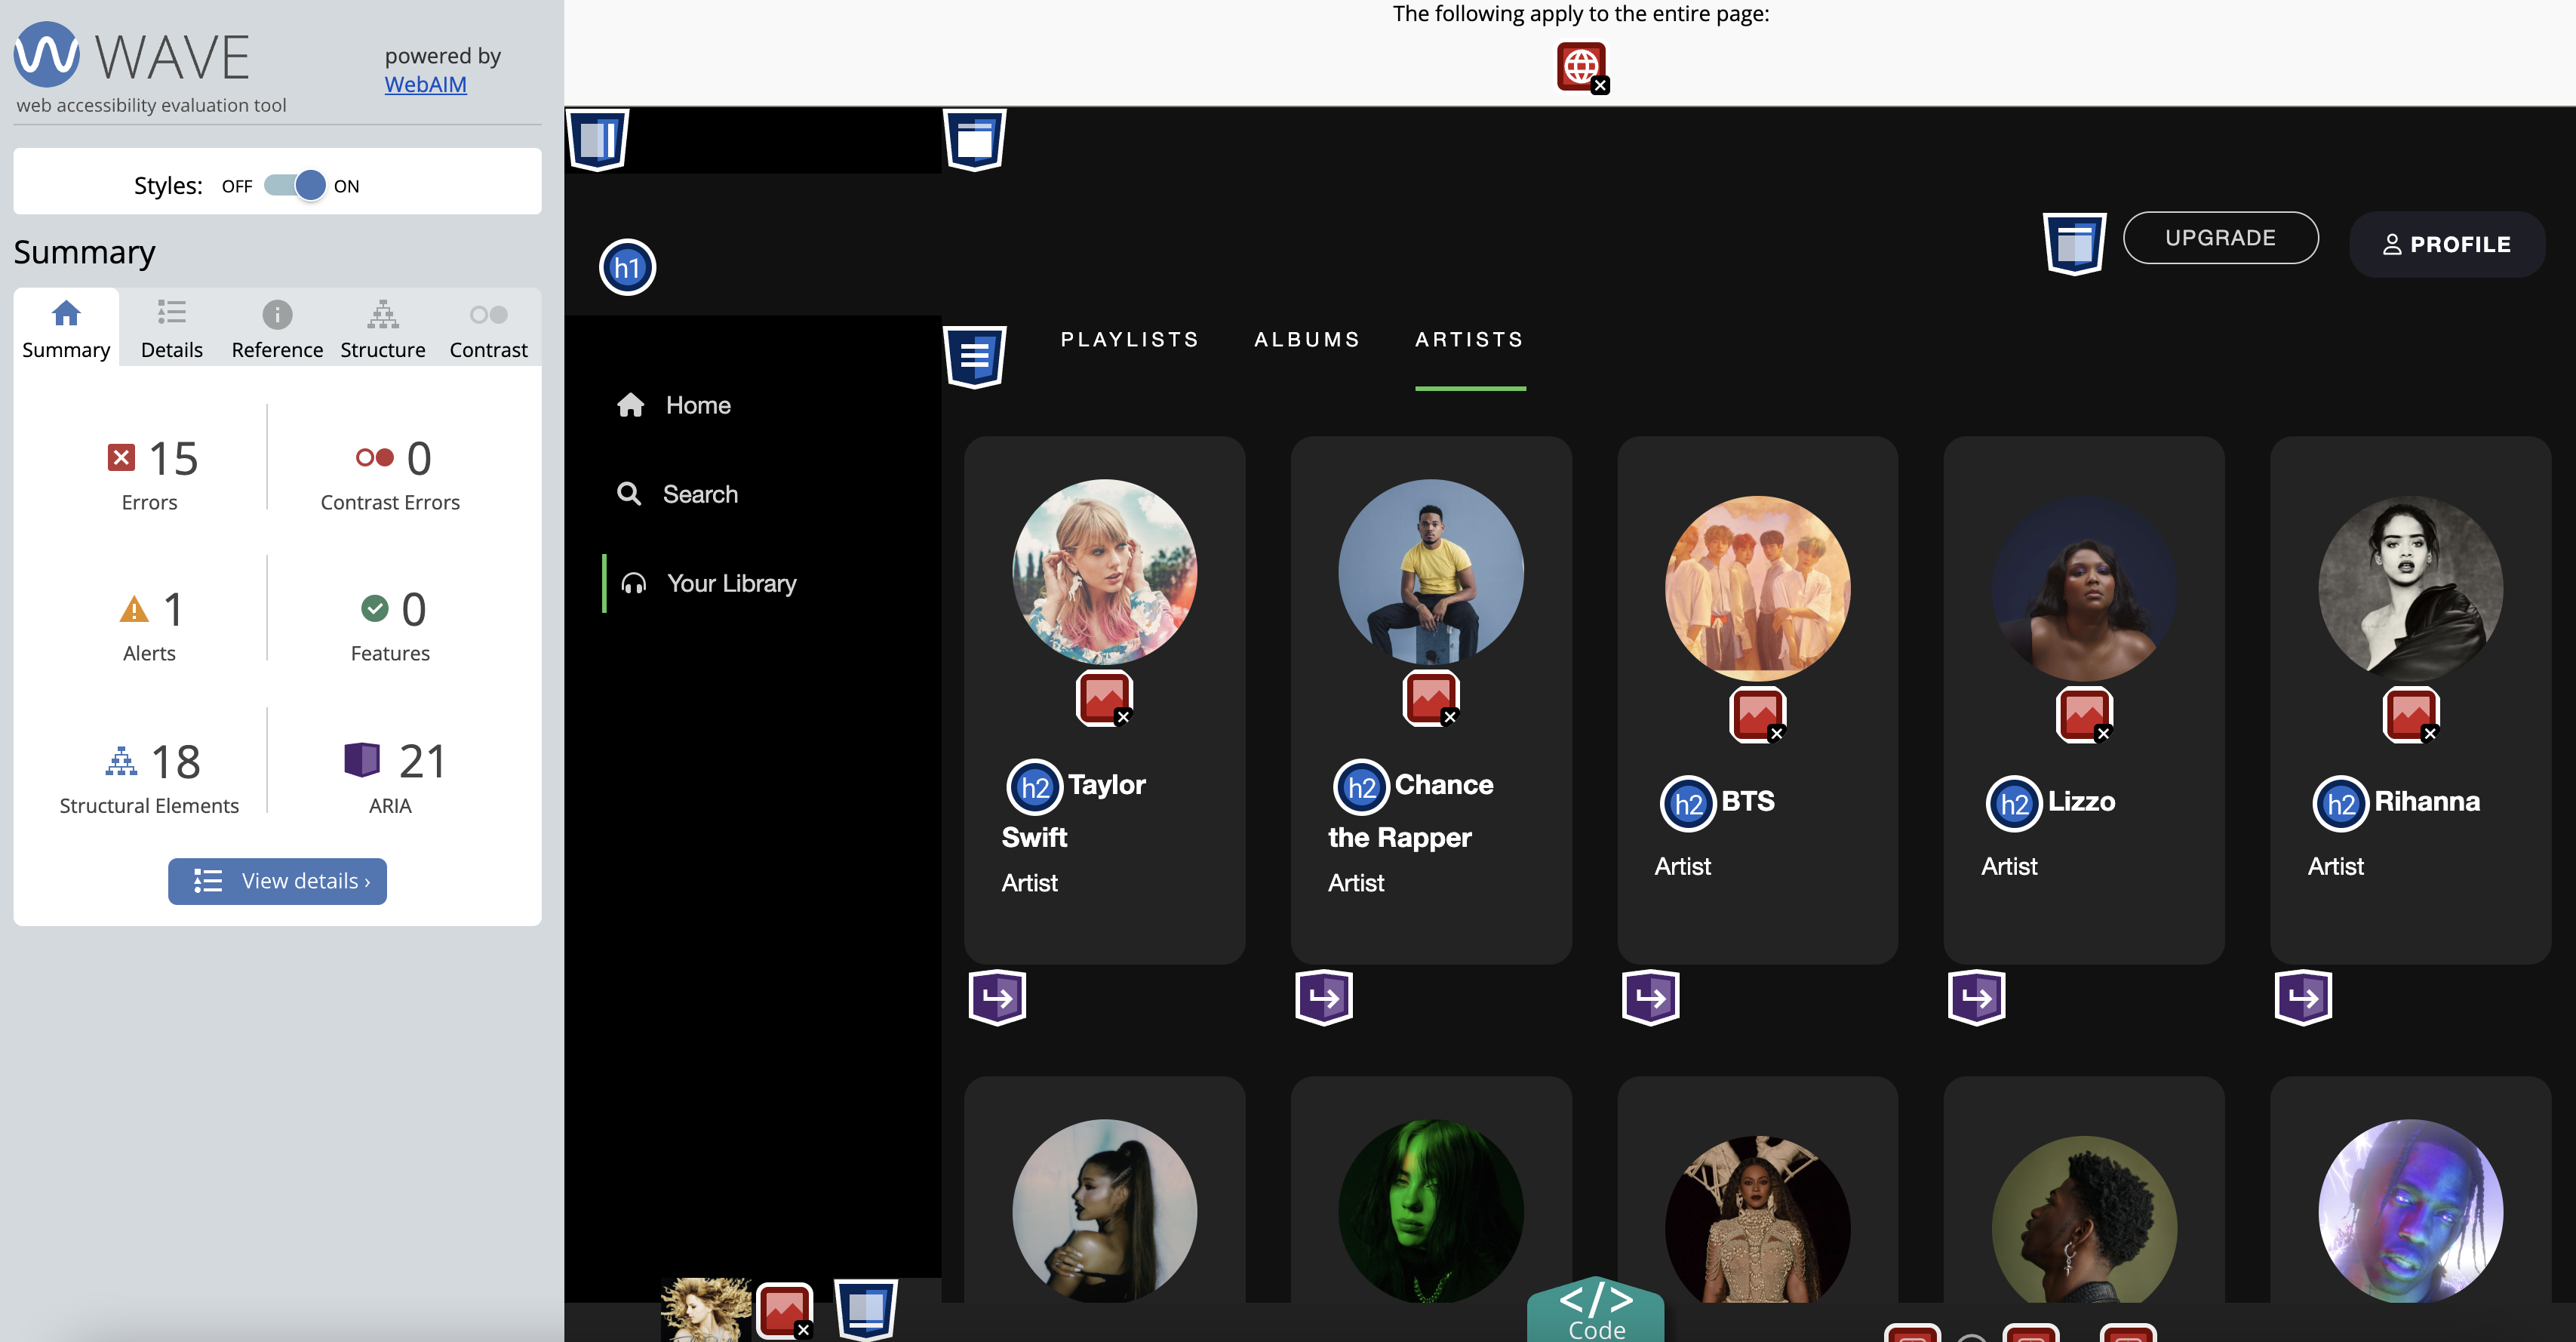 WAVE
powered by
WebAIM
web accessibility evaluation tool
Styles: OFF ON
Summary
Summary Details Reference Structure Contrast
15
Errors
0
Contrast Errors
1
Alerts
0
Features
18
Structural Elements
21
ARIA
View details ›
The following apply to the entire page:
h1
UPGRADE
PROFILE
PLAYLISTS ALBUMS ARTISTS
Home
Search
Your Library
h2 Taylor
Swift
Artist
h2 Chance
the Rapper
Artist
h2 BTS
Artist
h2 Lizzo
Artist
h2 Rihanna
Artist
</> 
Code